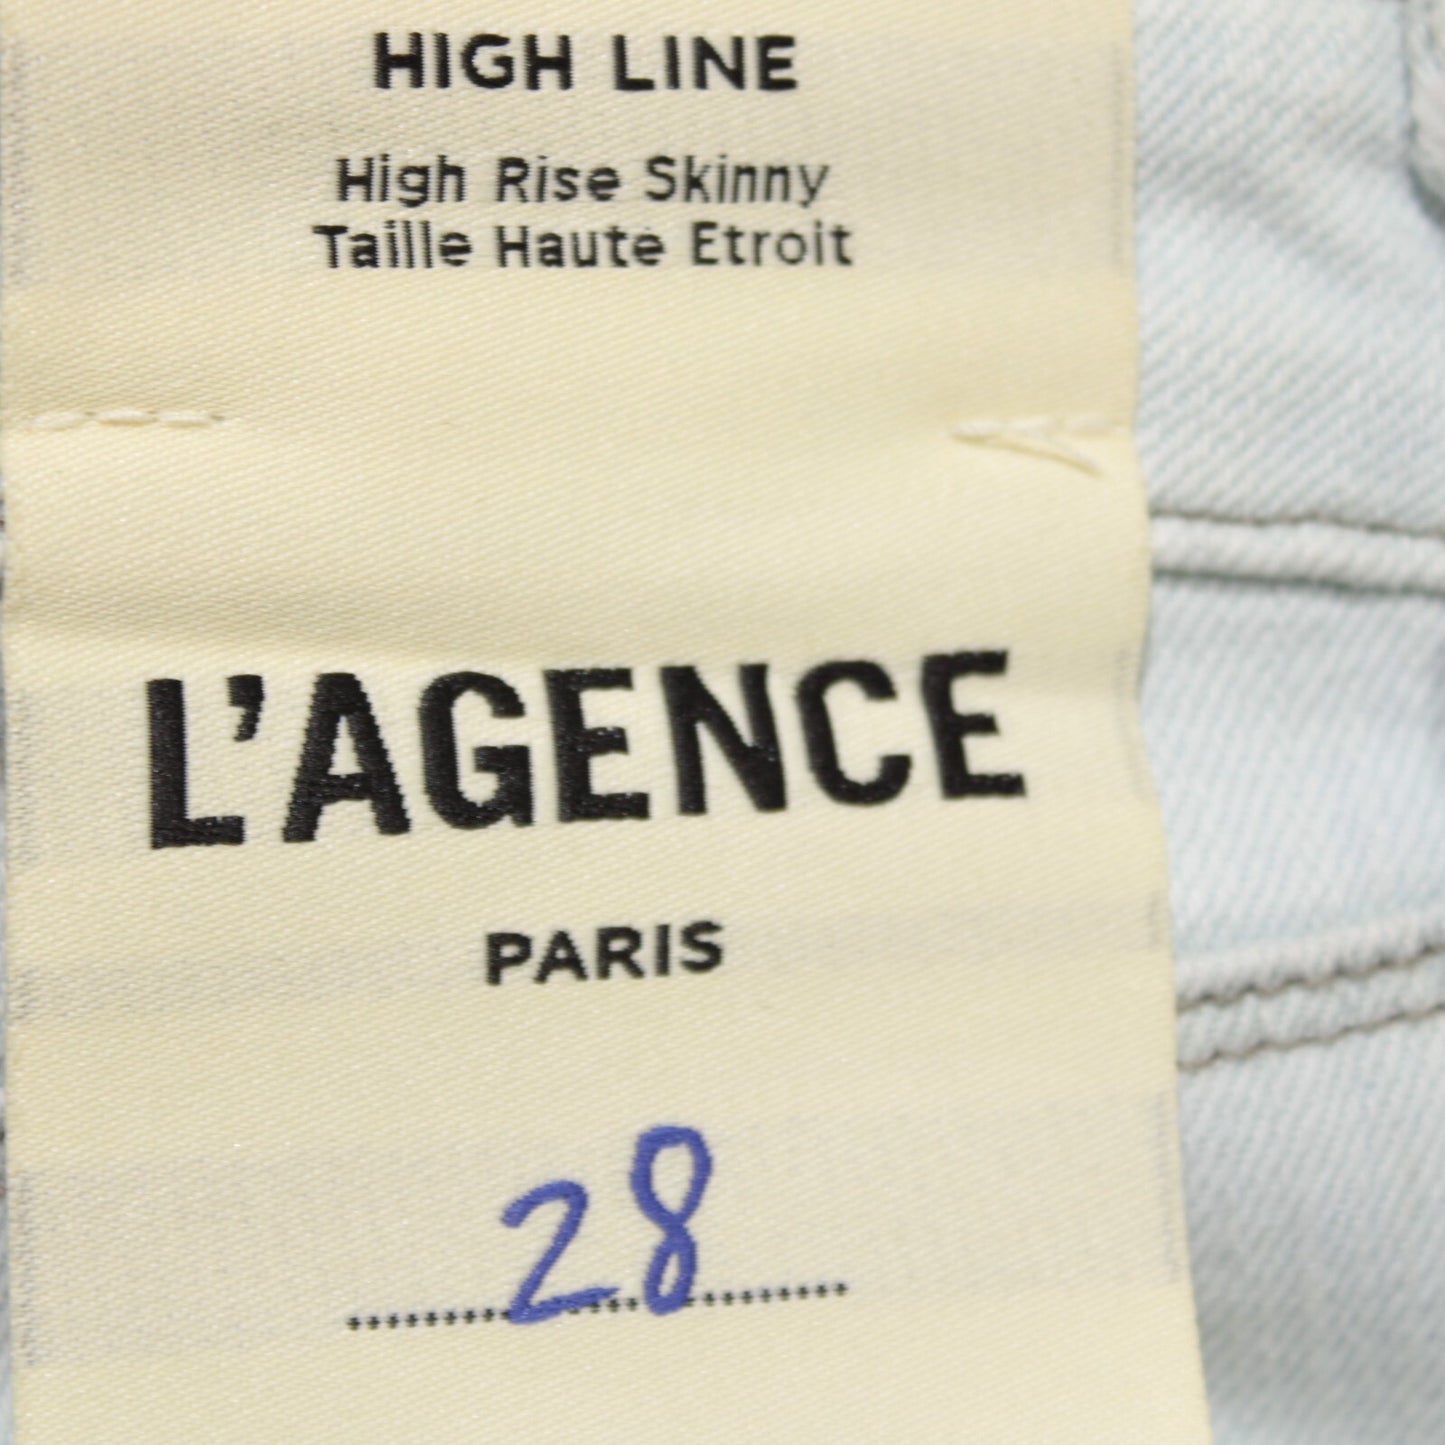 HIGH LINE
High Rise Skinny
Taille Haute Etroit
L'AGENCE
PARIS
28